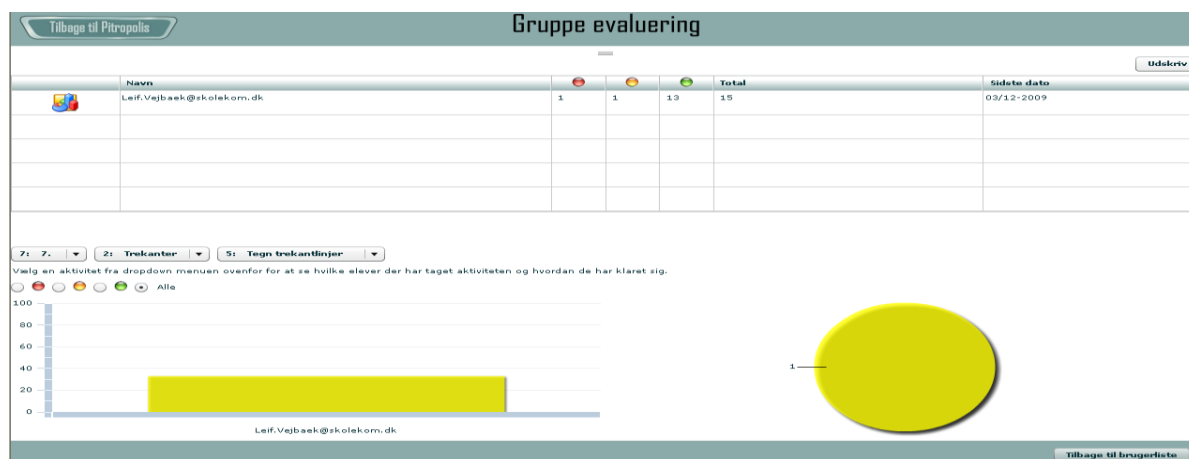 Tilbage til Pitropolis
Gruppe evaluering
Udskriv
Navn Total Sidste dato
Leif.Vejbaek@skolekom.dk 1 1 13 15 03/12-2009
7: 7. 2: Trekanter 5: Tegn trekantlinjer
Vælg en aktivitet fra dropdown menuen ovenfor for at se hvilke elever der har taget aktiviteten og hvordan de har klaret sig.
Alle
100
80
60
40
20
0
Leif.Vejbaek@skolekom.dk
1
Tilbage til brugerliste